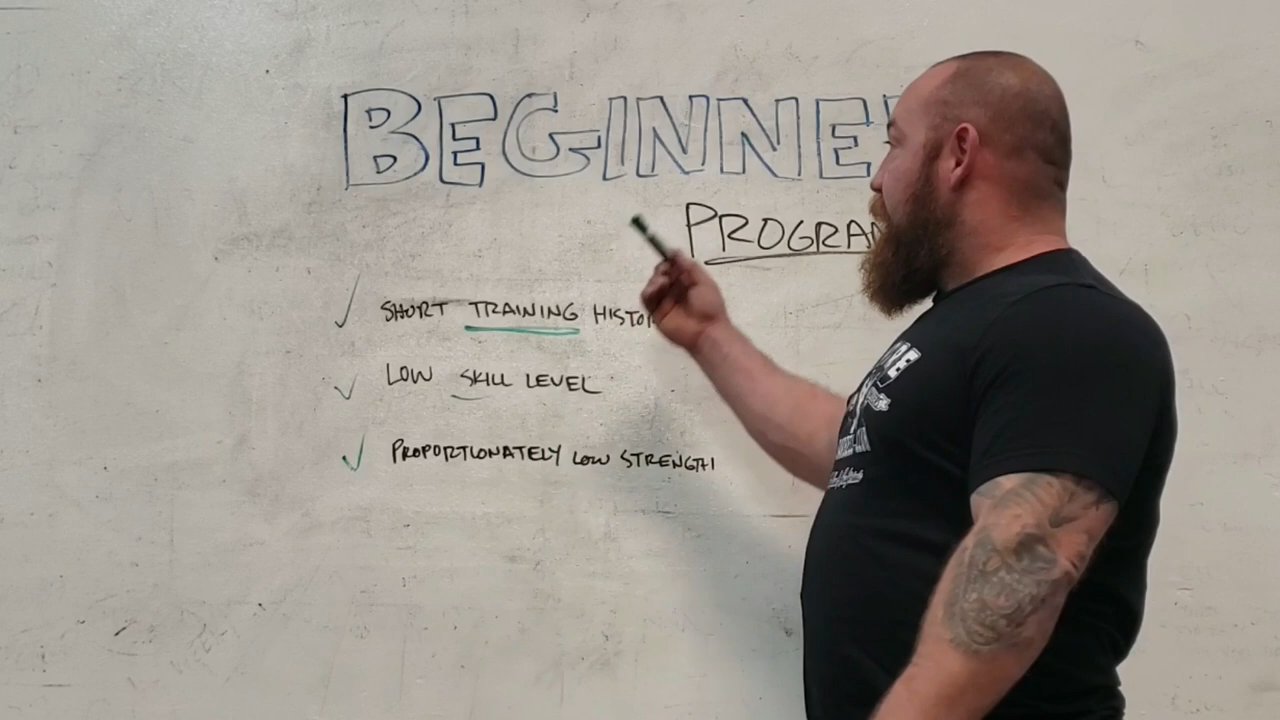 BEGINNE
PROGRA
SHORT TRAINING HISTO
LOW SKILL LEVEL
PROPORTIONATELY LOW STRENGTH